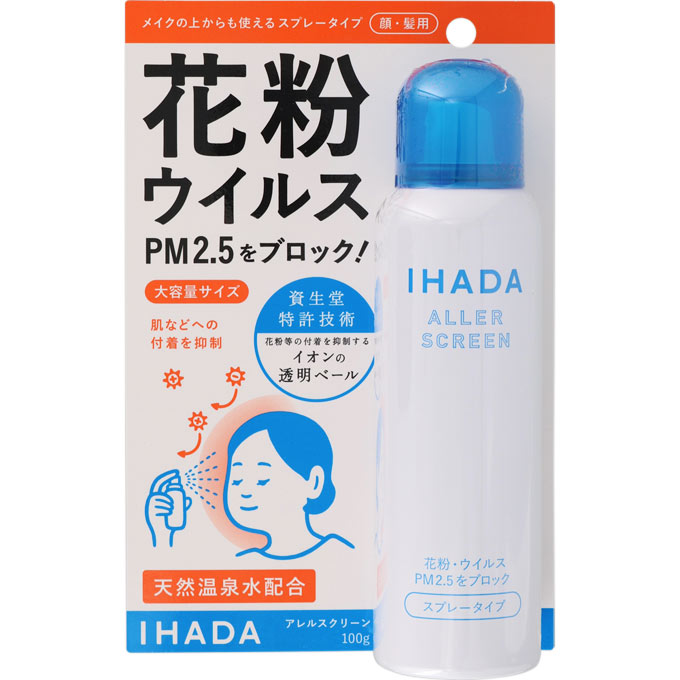 メイクの上からも使えるスプレータイプ 顔・髪用
花粉
ウイルス
PM2.5をブロック!
大容量サイズ
肌などへの
付着を抑制
資生堂
特許技術
花粉等の付着を抑制する
イオンの
透明ベール
天然温泉水配合
IHADA
アレルスクリーン
100g
IHADA
ALLER
SCREEN
花粉・ウイルス
PM2.5をブロック
スプレータイプ